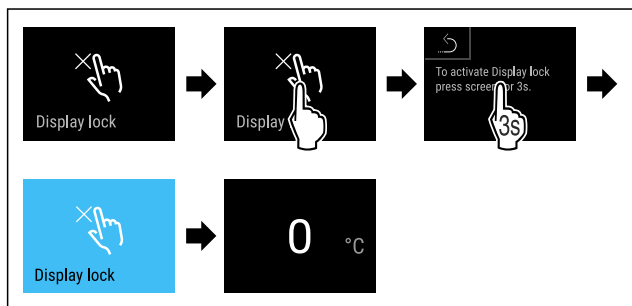 Display lock
Display
To activate Display lock
press screen for 3s.
3s
Display lock
0 °C